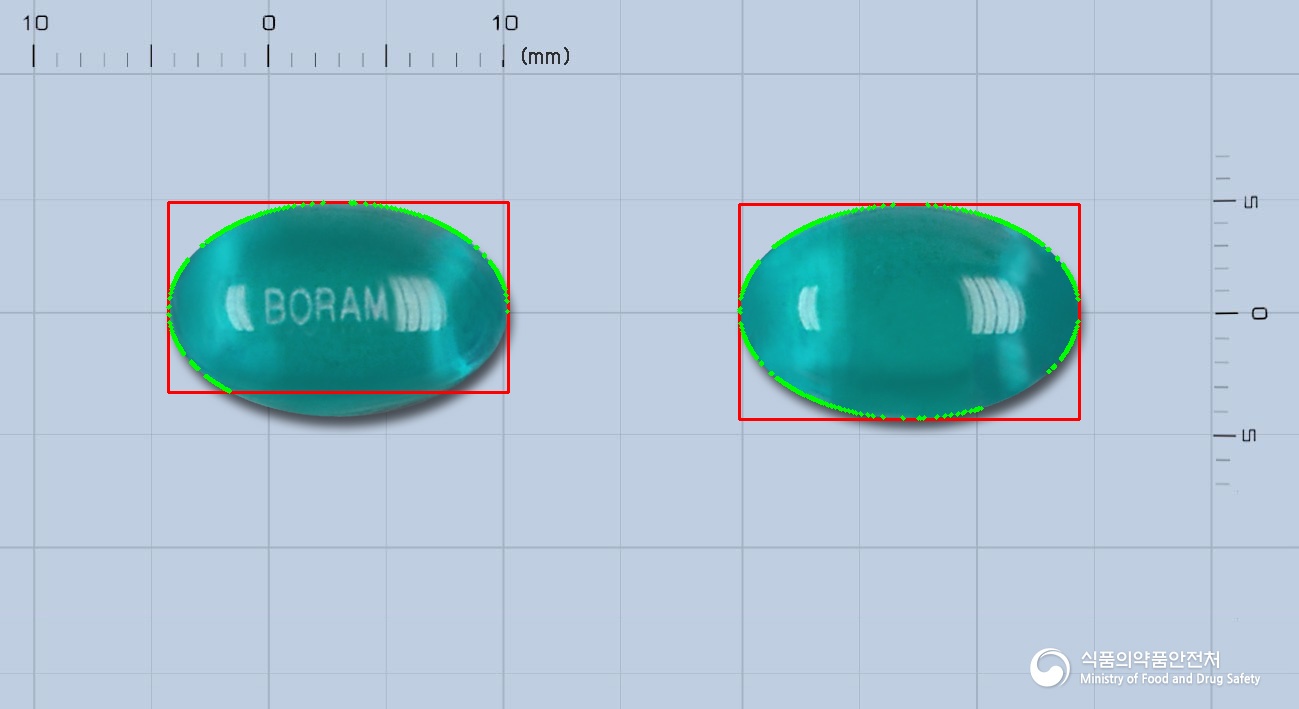 10 0 10
(mm)
BORAM
5
0
5
식품의약품안전처
Ministry of Food and Drug Safety